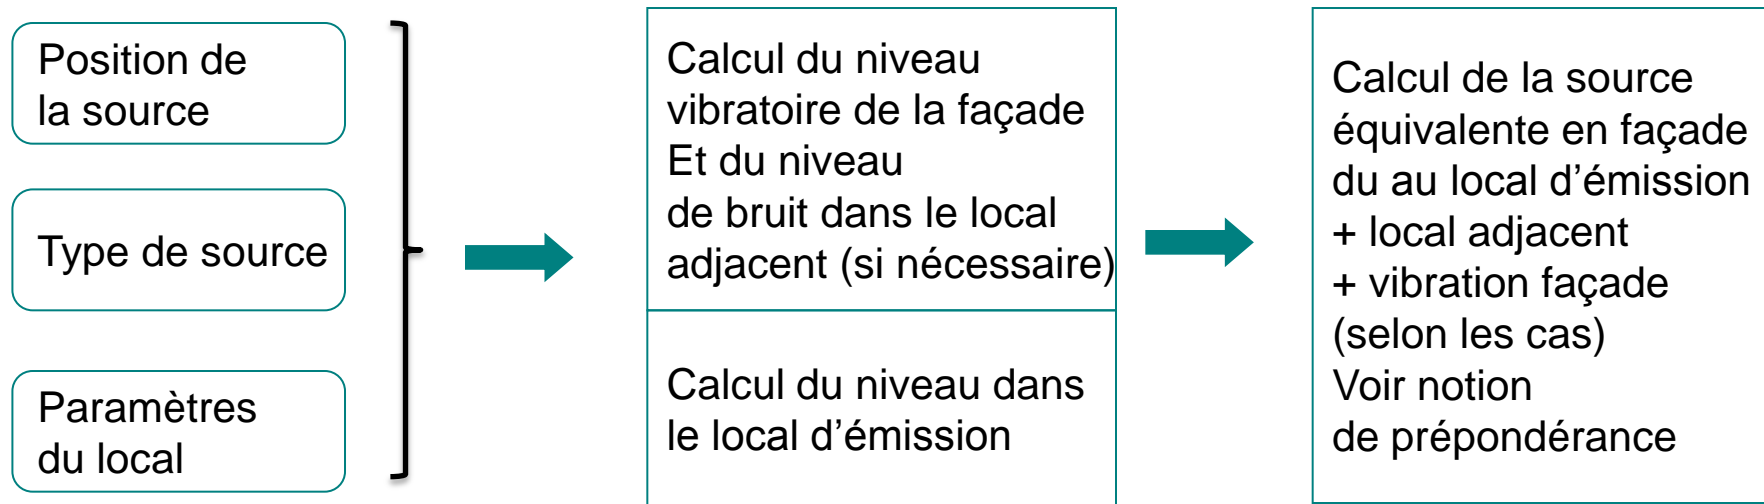 Position de
la source
Type de source
Paramètres
du local
Calcul du niveau
vibratoire de la façade
Et du niveau
de bruit dans le local
adjacent (si nécessaire)
Calcul du niveau dans
le local d’émission
Calcul de la source
équivalente en façade
du au local d’émission
+ local adjacent
+ vibration façade
(selon les cas)
Voir notion
de prépondérance